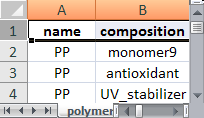 A B
1 name composition
2 PP monomer9
3 PP antioxidant
4 PP UV_stabilizer
polymer